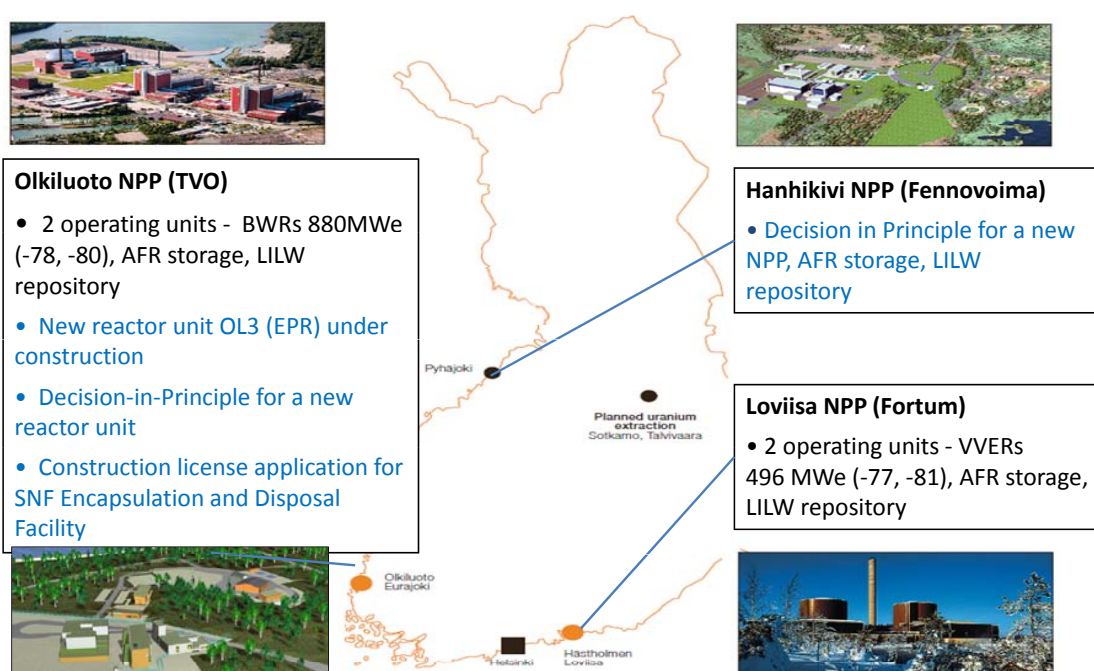 Olkiluoto NPP (TVO)
• 2 operating units - BWRs 880MWe
(-78, -80), AFR storage, LILW
repository
• New reactor unit OL3 (EPR) under
construction
• Decision-in-Principle for a new
reactor unit
• Construction license application for
SNF Encapsulation and Disposal
Facility
Hanhikivi NPP (Fennovoima)
• Decision in Principle for a new
NPP, AFR storage, LILW
repository
Pyhäjoki
Planned uranium
extraction
Sotkamo, Talvivaara
Loviisa NPP (Fortum)
• 2 operating units - VVERs
496 MWe (-77, -81), AFR storage,
LILW repository
Olkiluoto
Eurajoki
Helsinki
Hästholmen
Loviisa